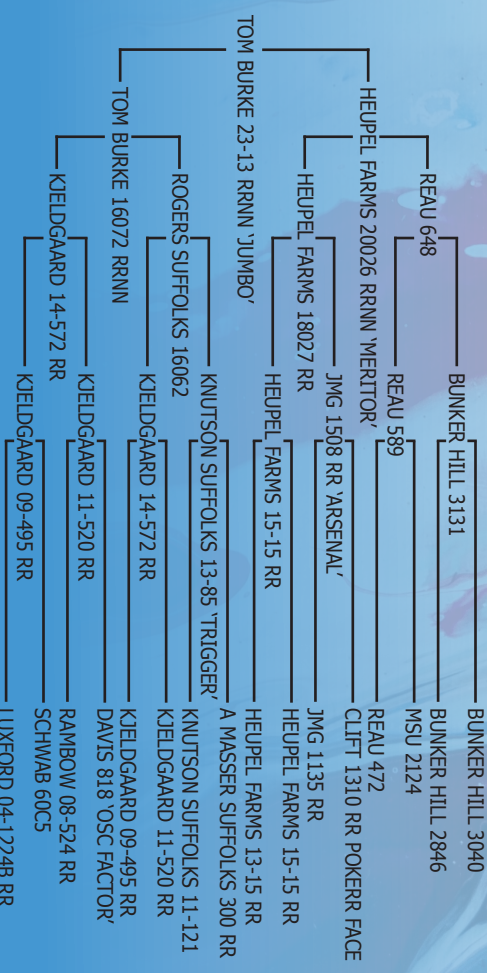 TOM BURKE 23-13 RRNN 'JUMBO'
HEUPEL FARMS 20026 RRNN 'MERITOR'
TOM BURKE 16072 RRNN
REAU 648
HEUPEL FARMS 18027 RR
ROGERS SUFFOLKS 16062
KJELDGAARD 14-572 RR
BUNKER HILL 3131
REAU 589
JMG 1508 RR 'ARSENAL'
HEUPEL FARMS 15-15 RR
KNUTSON SUFFOLKS 13-85 'TRIGGER'
KJELDGAARD 14-572 RR
KJELDGAARD 11-520 RR
KJELDGAARD 09-495 RR
BUNKER HILL 3040
BUNKER HILL 2846
MSU 2124
REAU 472
CLIFT 1310 RR POKERR FACE
JMG 1135 RR
HEUPEL FARMS 15-15 RR
HEUPEL FARMS 13-15 RR
A MASSER SUFFOLKS 300 RR
KNUTSON SUFFOLKS 11-121
KJELDGAARD 11-520 RR
KJELDGAARD 09-495 RR
DAVIS 818 'OSC FACTOR'
RAMBOW 08-524 RR
SCHWAB 60C5
LUXFORD 04-1224B RR